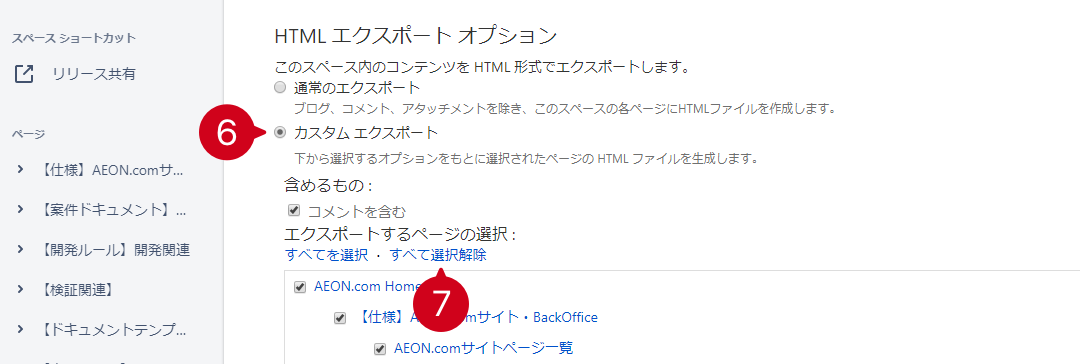 スペース ショートカット
リリース共有
ページ
【仕様】AEON.comサ...
【案件ドキュメント】...
【開発ルール】開発関連
【検証関連】
【ドキュメントテンプ...
HTML エクスポート オプション
このスペース内のコンテンツを HTML 形式でエクスポートします。
通常のエクスポート
ブログ、コメント、アタッチメントを除き、このスペースの各ページにHTMLファイルを作成します。
6
カスタム エクスポート
下から選択するオプションをもとに選択されたページの HTML ファイルを生成します。
含めるもの :
コメントを含む
エクスポートするページの選択 :
すべてを選択 ・ すべて選択解除
7
AEON.com Home
【仕様】A comサイト・BackOffice
AEON.comサイトページ一覧